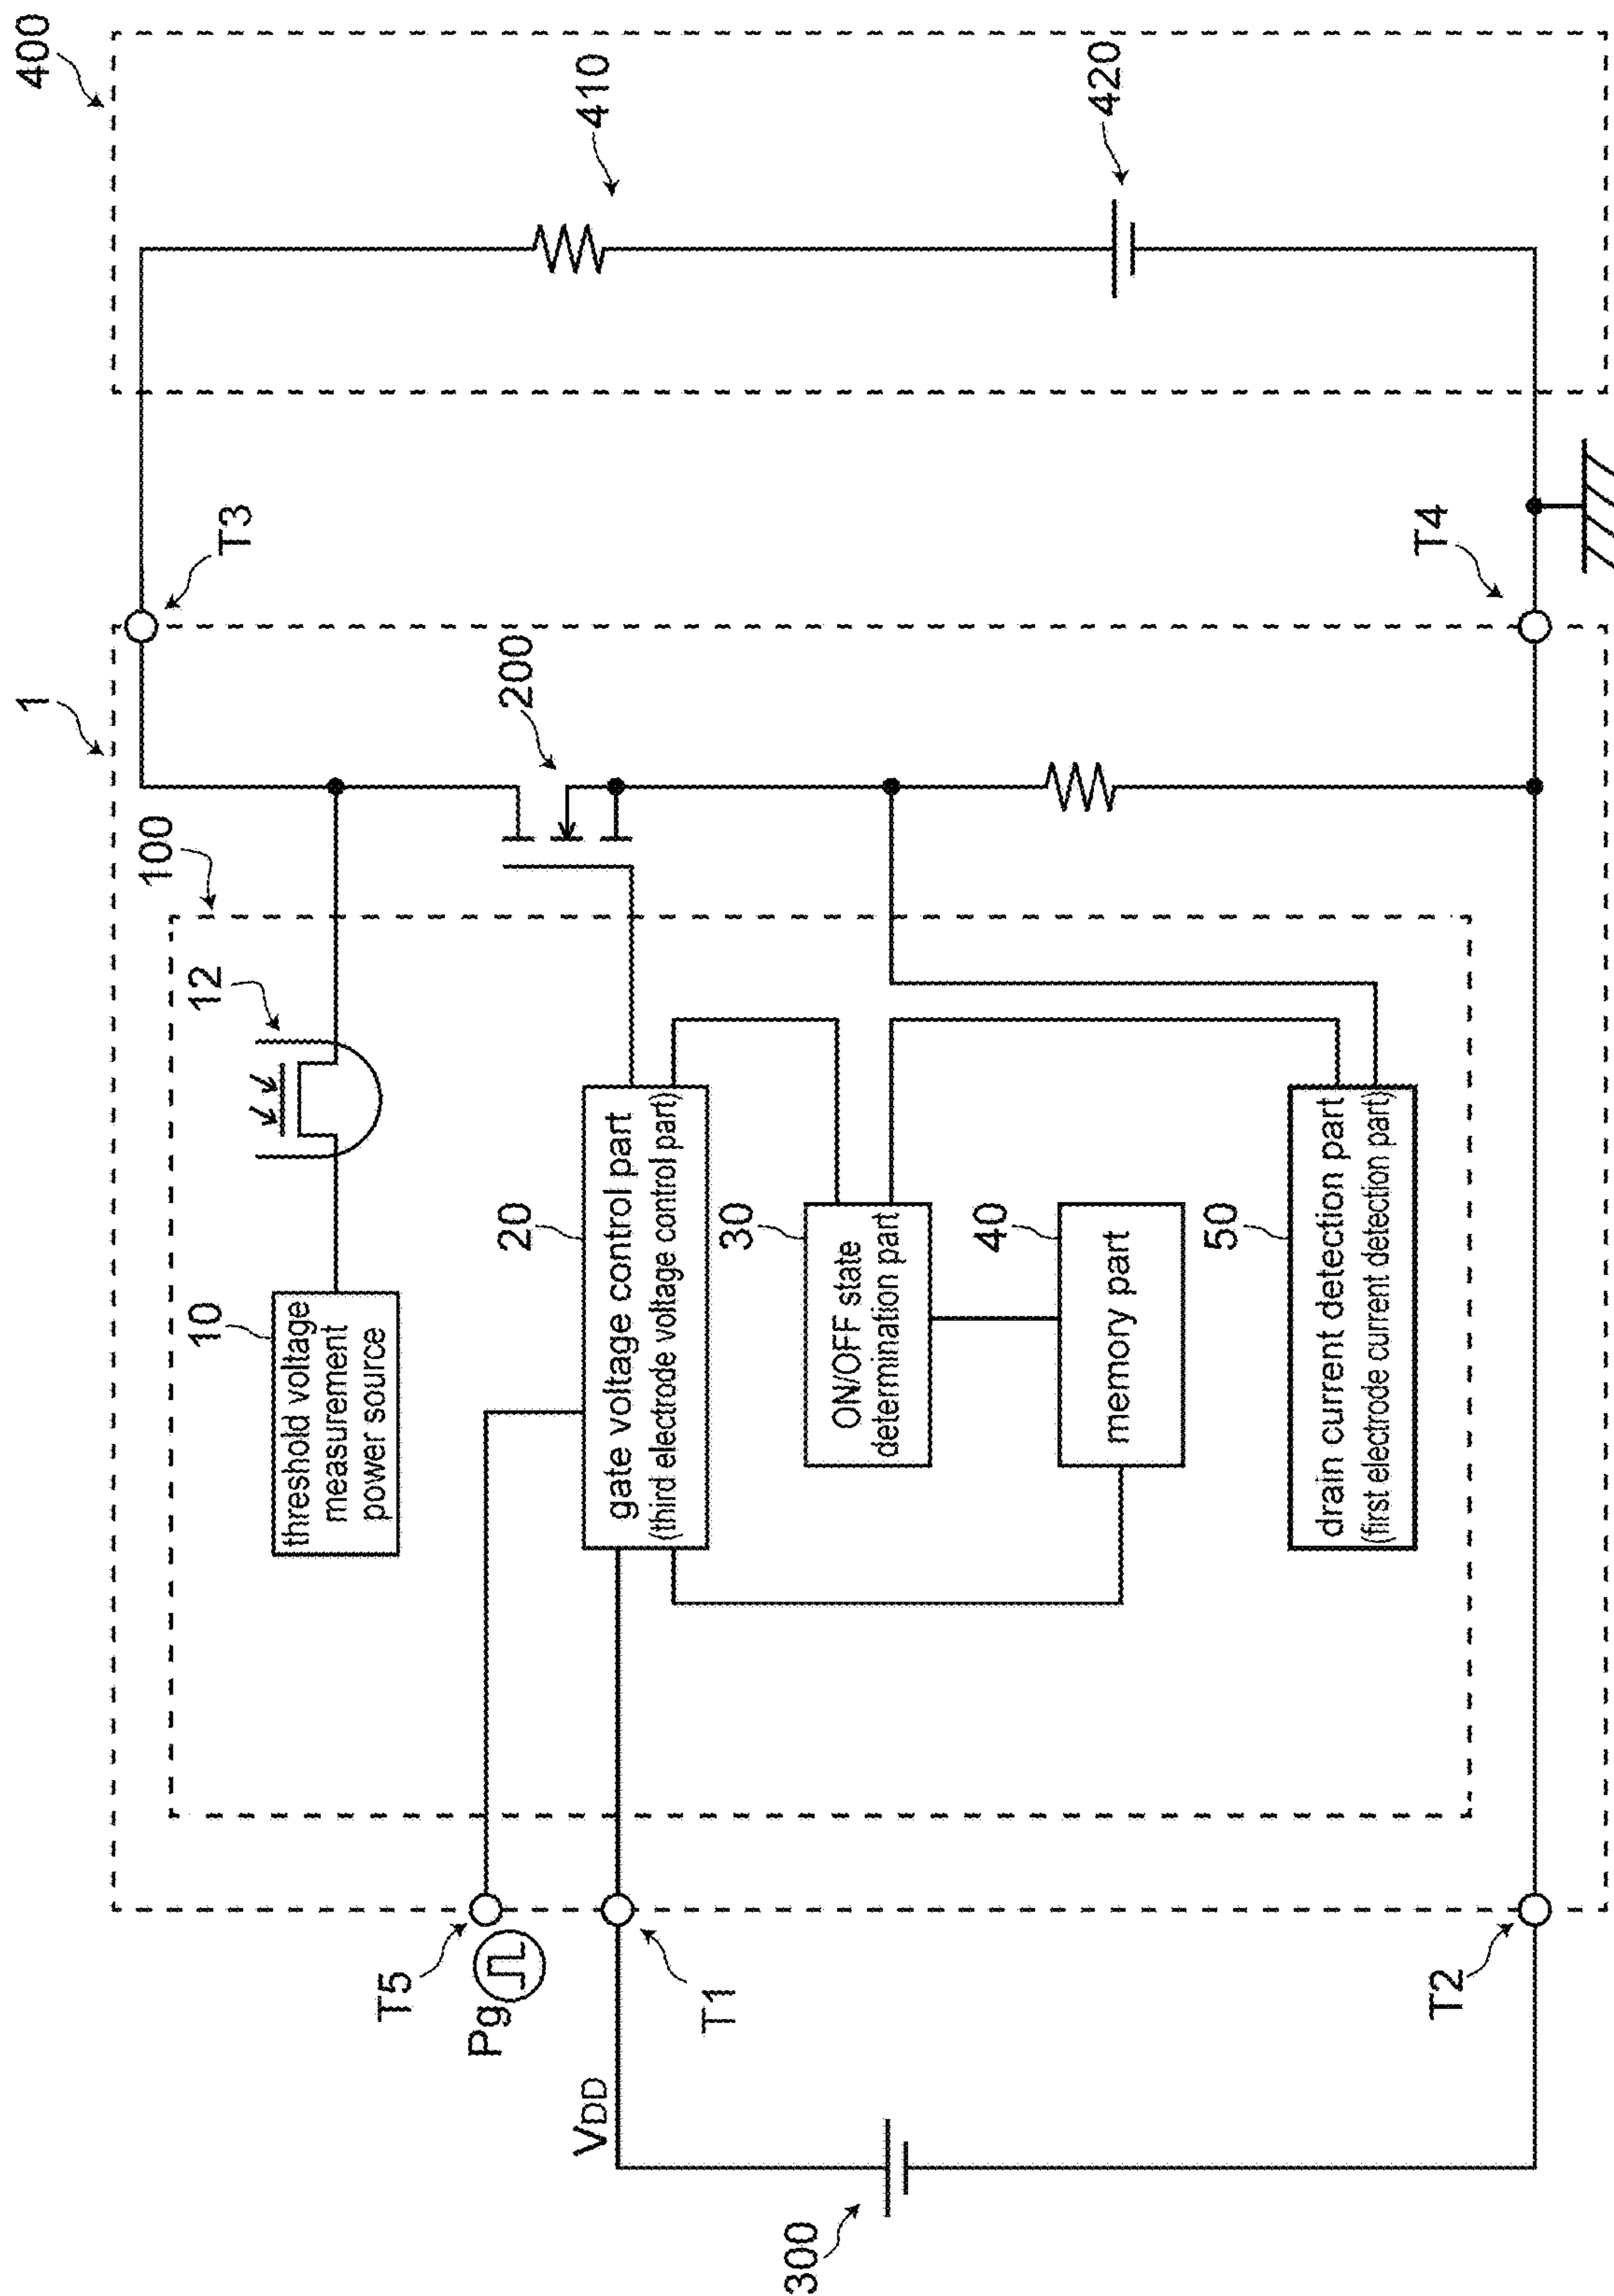 400
410
420
T3
T4
1
200
100
12
10
threshold voltage
measurement
power source
20
gate voltage control part
(third electrode voltage control part)
30
ON/OFF state
determination part
40
memory part
50
drain current detection part
(first electrode current detection part)
T5
Pg
T1
T2
VDD
300